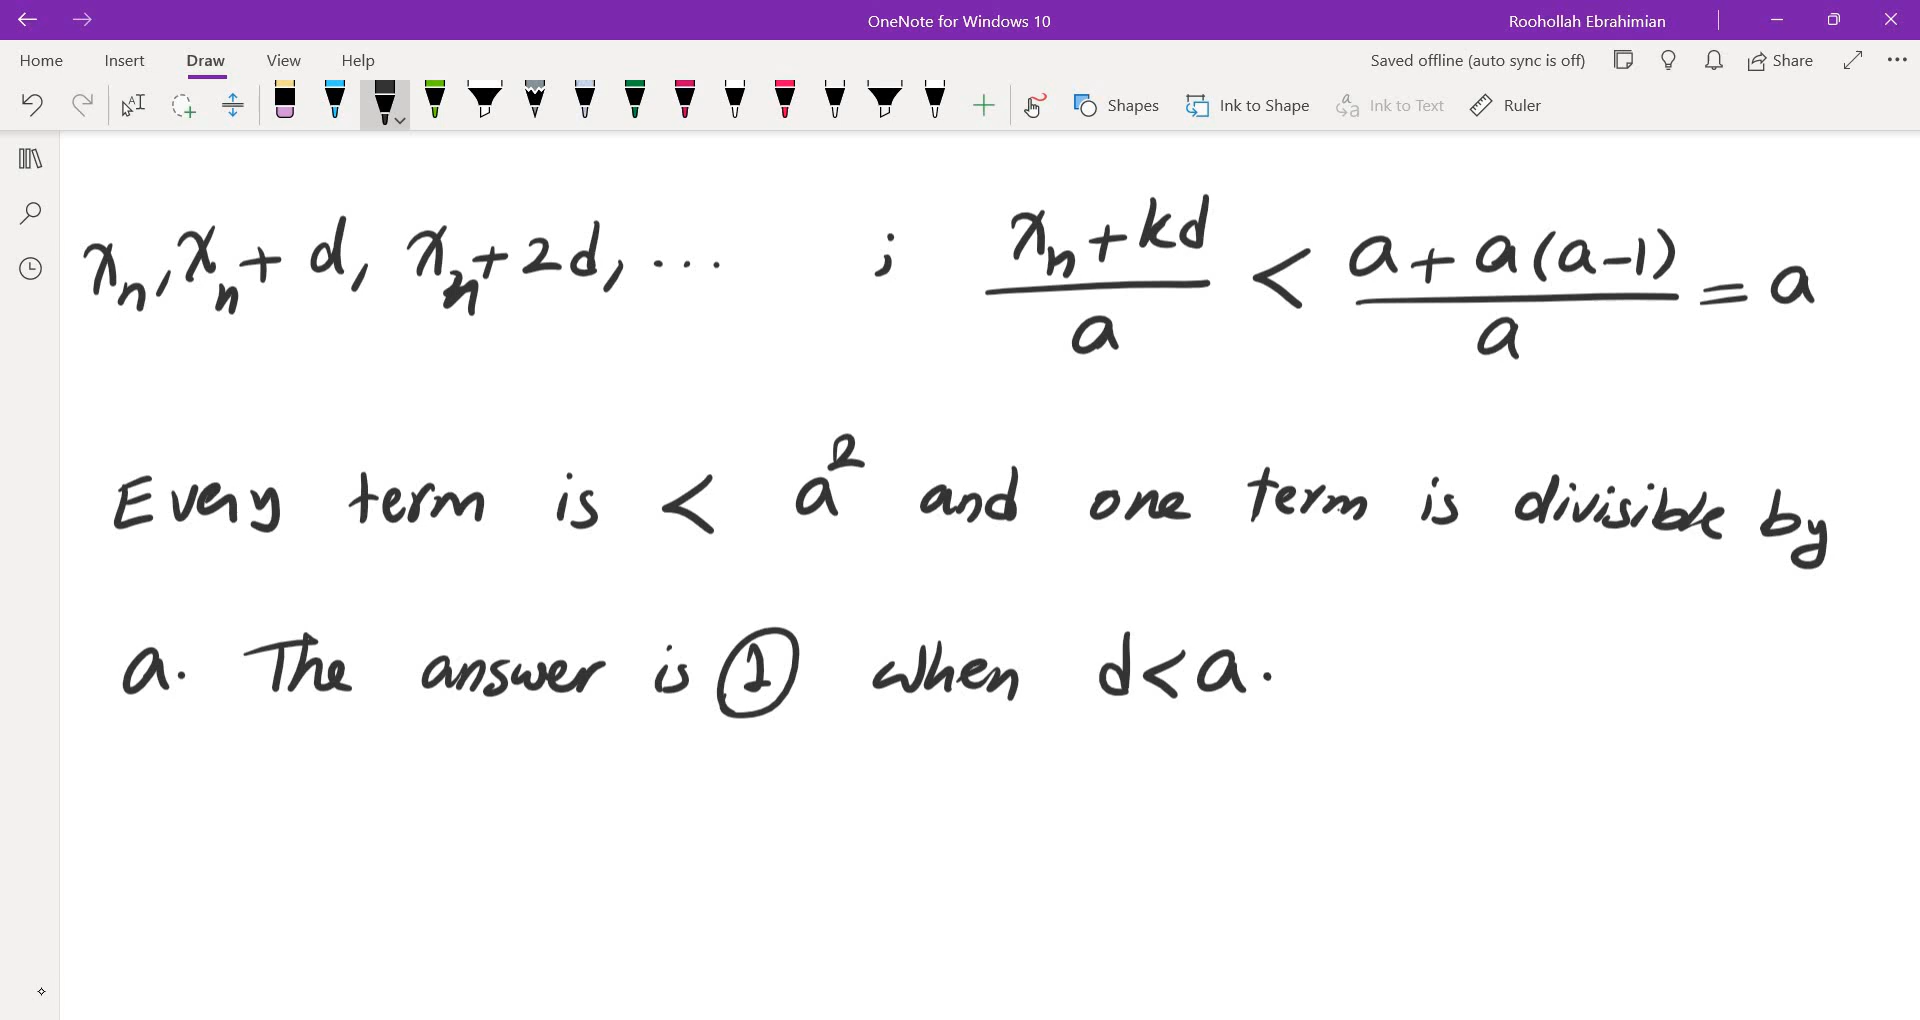 OneNote for Windows 10
Roohollah Ebrahimian
Home Insert Draw View Help
Saved offline (auto sync is off) Share
Shapes Ink to Shape Ink to Text Ruler
xₙ, xₙ + d, xₙ + 2d, ... ; (xₙ + kd)/a < (a + a(a-1))/a = a
Every term is < a² and one term is divisible by
a. The answer is ① when d < a.